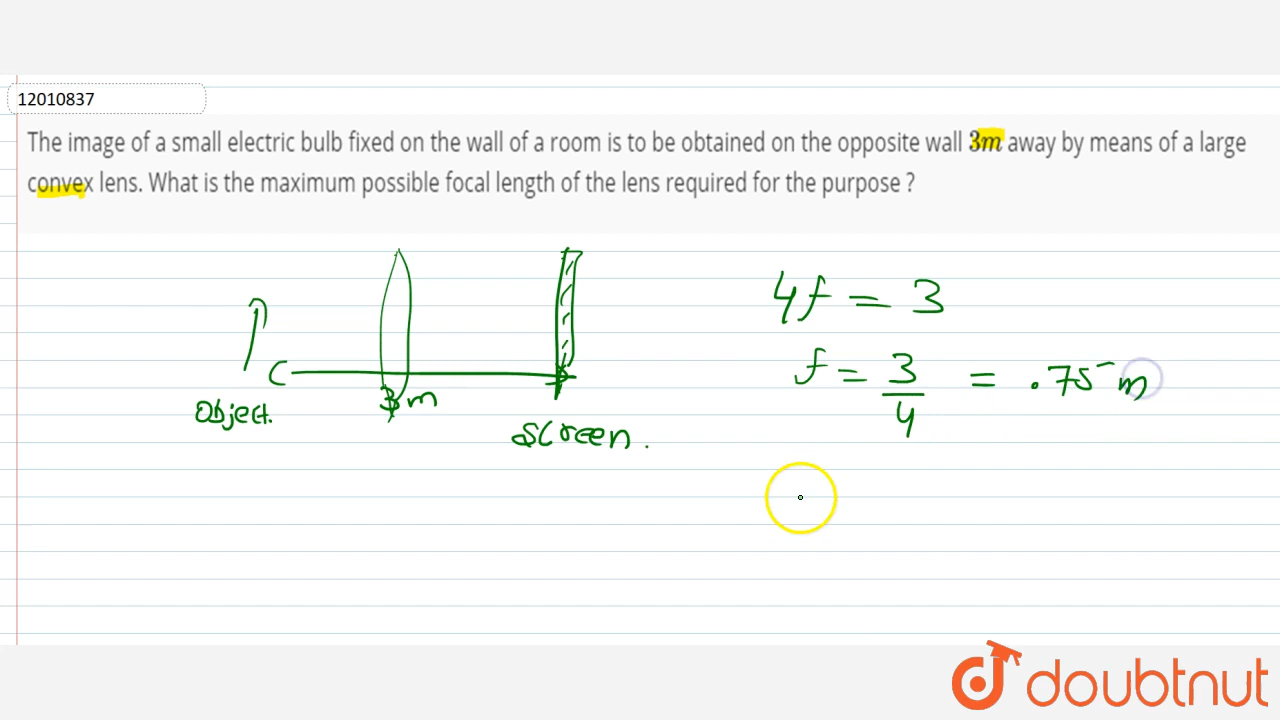 12010837
The image of a small electric bulb fixed on the wall of a room is to be obtained on the opposite wall 3m away by means of a large
convex lens. What is the maximum possible focal length of the lens required for the purpose ?
4f = 3
f = 3/4 = .75 m
Object.
3 m
Screen.
doubtnut